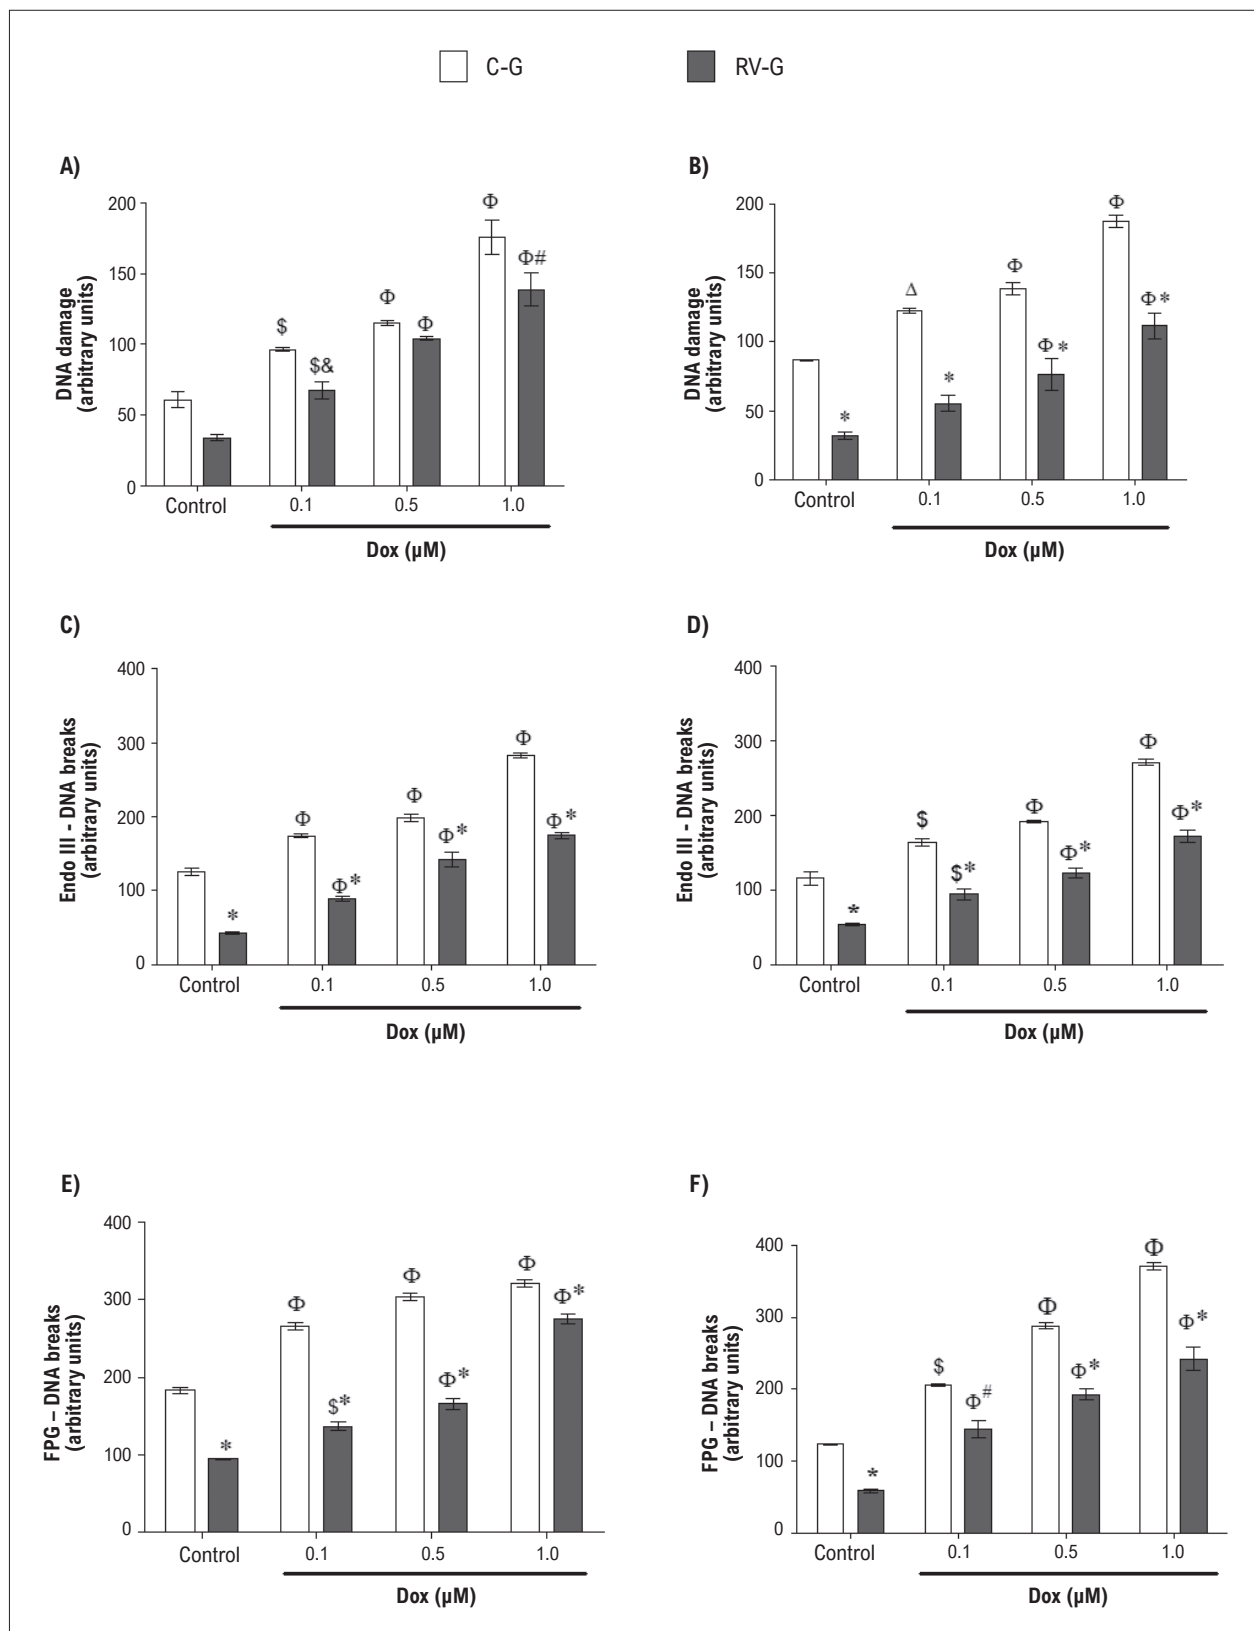 C-G RV-G
A)
DNA damage
(arbitrary units)
200
150
100
50
0
$
$&
Φ
Φ
Φ
Φ#
Control 0.1 0.5 1.0
Dox (µM)
B)
DNA damage
(arbitrary units)
200
150
100
50
0
*
Δ
*
Φ
Φ*
Φ
Φ*
Control 0.1 0.5 1.0
Dox (µM)
C)
Endo III - DNA breaks
(arbitrary units)
400
300
200
100
0
*
Φ
Φ*
Φ
Φ*
Φ
Φ*
Control 0.1 0.5 1.0
Dox (µM)
D)
Endo III - DNA breaks
(arbitrary units)
400
300
200
100
0
*
$
$*
Φ
Φ*
Φ
Φ*
Control 0.1 0.5 1.0
Dox (µM)
E)
FPG – DNA breaks
(arbitrary units)
400
300
200
100
0
*
Φ
$*
Φ
Φ*
Φ
Φ*
Control 0.1 0.5 1.0
Dox (µM)
F)
FPG – DNA breaks
(arbitrary units)
400
300
200
100
0
*
$
Φ#
Φ
Φ*
Φ
Φ*
Control 0.1 0.5 1.0
Dox (µM)